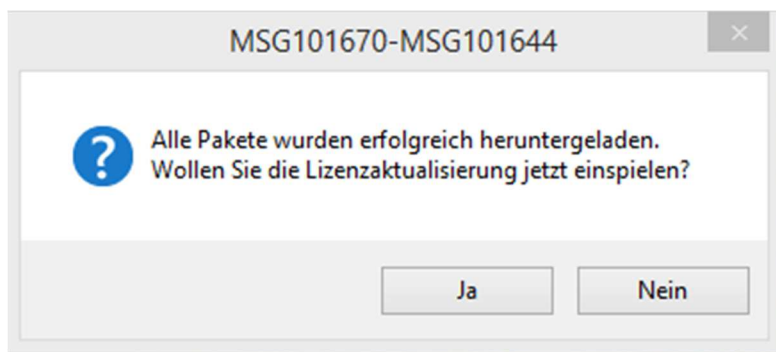 MSG101670-MSG101644
Alle Pakete wurden erfolgreich heruntergeladen.
Wollen Sie die Lizenzaktualisierung jetzt einspielen?
Ja
Nein